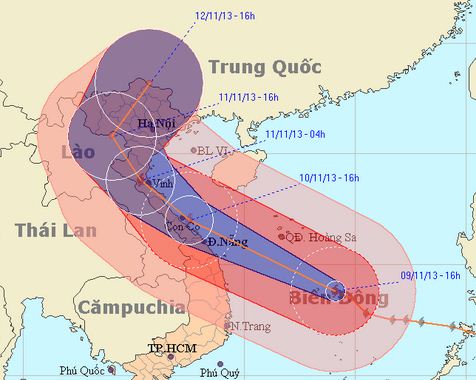 12/11/13 - 16h
Trung Quốc
11/11/13 - 16h
Hà Nội
11/11/13 - 04h
BL VĨ
Lào
10/11/13 - 16h
Vinh
Cồn Cỏ
Thái Lan
QĐ. Hoàng Sa
Đ.Nẵng
09/11/13 - 16h
Biển Đông
Cămpuchia
N.Trang
TP.HCM
Phú Quốc
Phú Quý